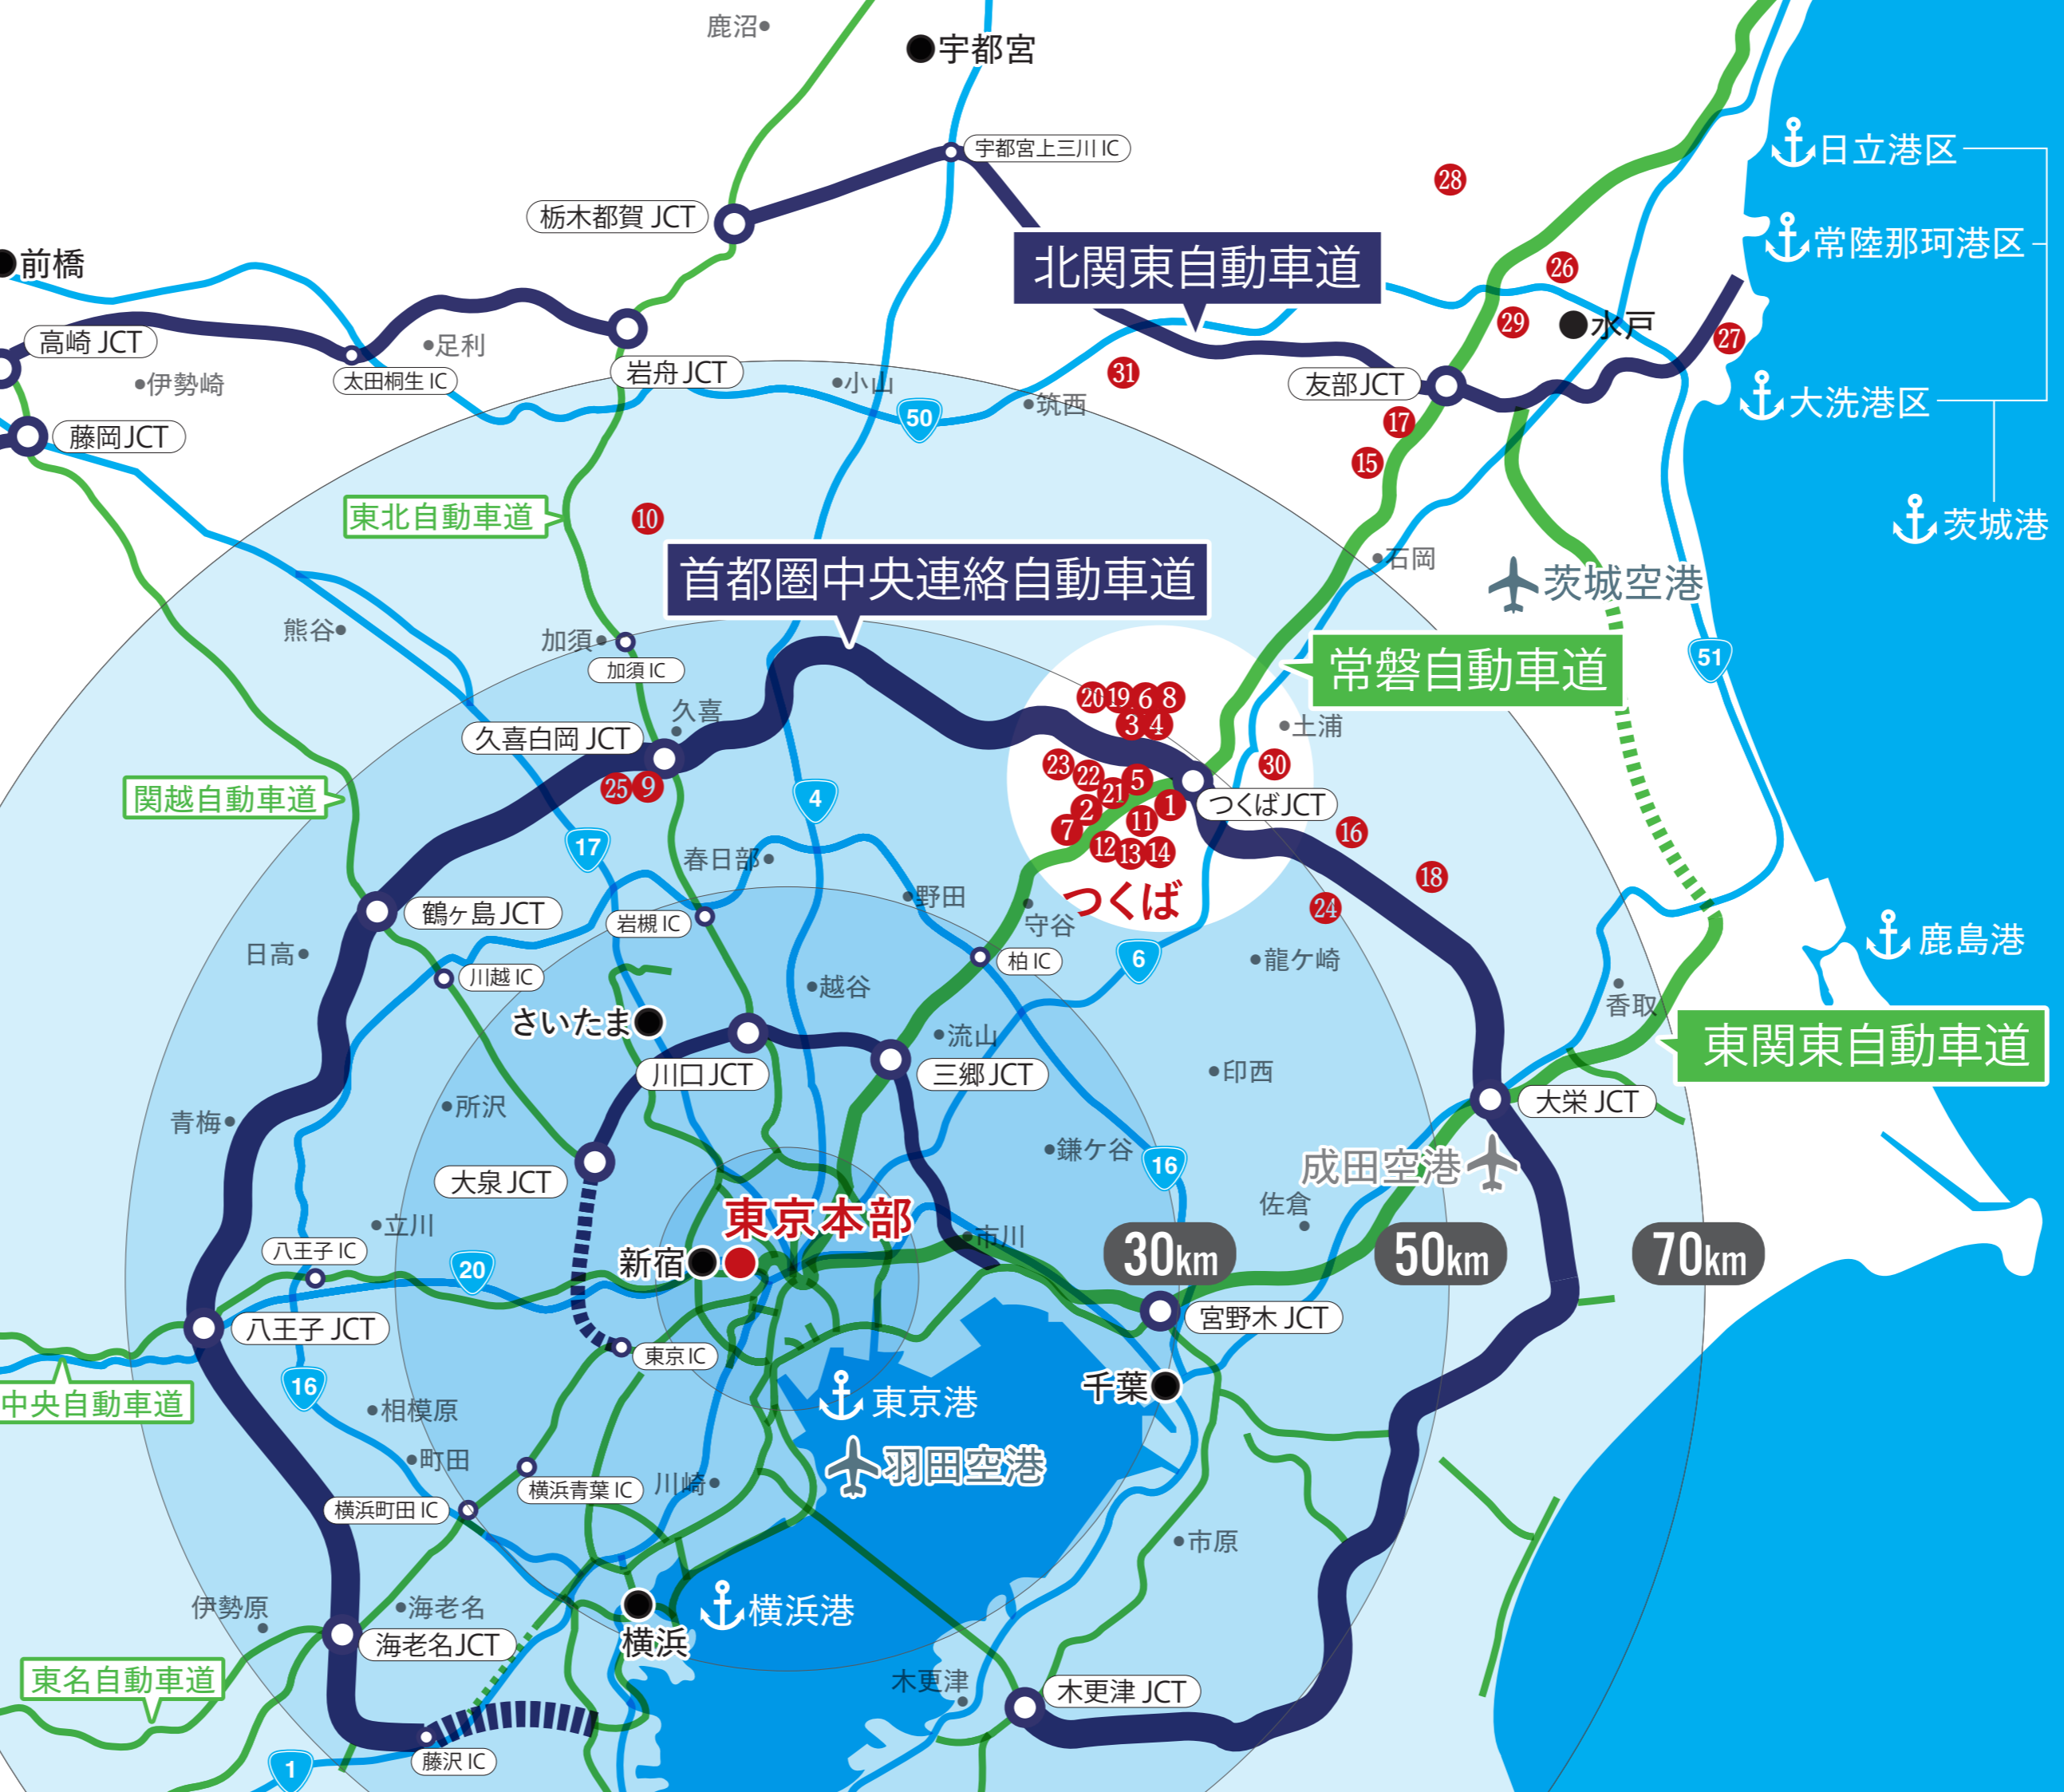 鹿沼
宇都宮
宇都宮上三川 IC
日立港区
28
栃木都賀 JCT
常陸那珂港区
前橋
北関東自動車道
26
29
水戸
27
高崎 JCT
足利
太田桐生 IC
伊勢崎
岩舟 JCT
小山
31
友部 JCT
大洗港区
50
筑西
17
藤岡 JCT
15
東北自動車道
10
茨城港
石岡
首都圏中央連絡自動車道
茨城空港
熊谷
加須
加須 IC
常磐自動車道
51
20
19
6
8
3
4
久喜
久喜白岡 JCT
土浦
23
22
5
30
25
9
21
関越自動車道
4
2
1
つくば JCT
7
11
16
17
12
13
14
春日部
18
つくば
野田
24
鶴ヶ島 JCT
岩槻 IC
守谷
鹿島港
日高
柏 IC
6
龍ケ崎
川越 IC
越谷
香取
さいたま
流山
東関東自動車道
川口 JCT
三郷 JCT
印西
所沢
大栄 JCT
青梅
鎌ケ谷
16
成田空港
大泉 JCT
佐倉
東京本部
立川
市川
八王子 IC
20
新宿
30km
50km
70km
八王子 JCT
宮野木 JCT
東京 IC
16
千葉
中央自動車道
東京港
相模原
町田
羽田空港
川崎
横浜青葉 IC
横浜町田 IC
市原
伊勢原
海老名
横浜港
横浜
海老名 JCT
東名自動車道
木更津
木更津 JCT
藤沢 IC
1